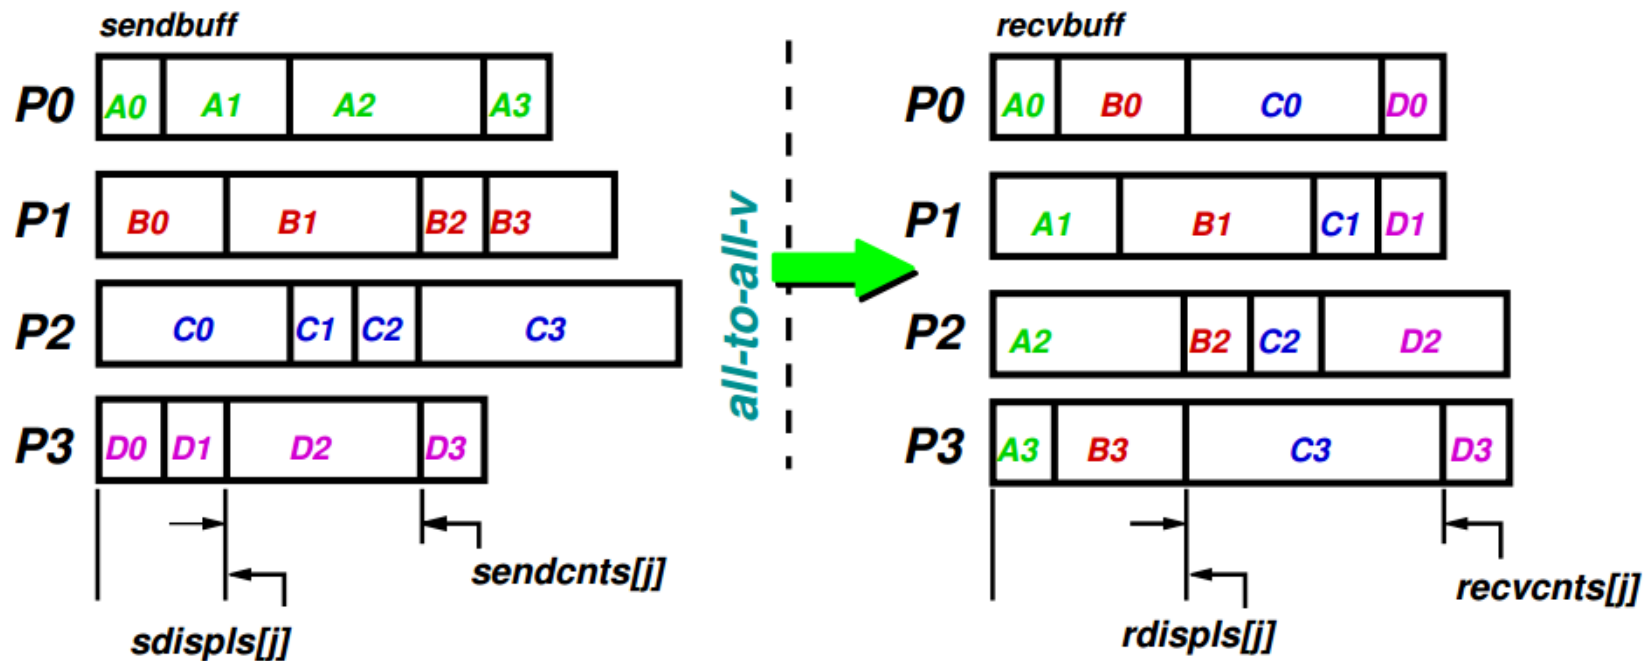 sendbuff
P0 A0 A1 A2 A3
P1 B0 B1 B2 B3
P2 C0 C1 C2 C3
P3 D0 D1 D2 D3
sendcnts[j]
sdispls[j]
all-to-all-v
recvbuff
P0 A0 B0 C0 D0
P1 A1 B1 C1 D1
P2 A2 B2 C2 D2
P3 A3 B3 C3 D3
recvcnts[j]
rdispls[j]